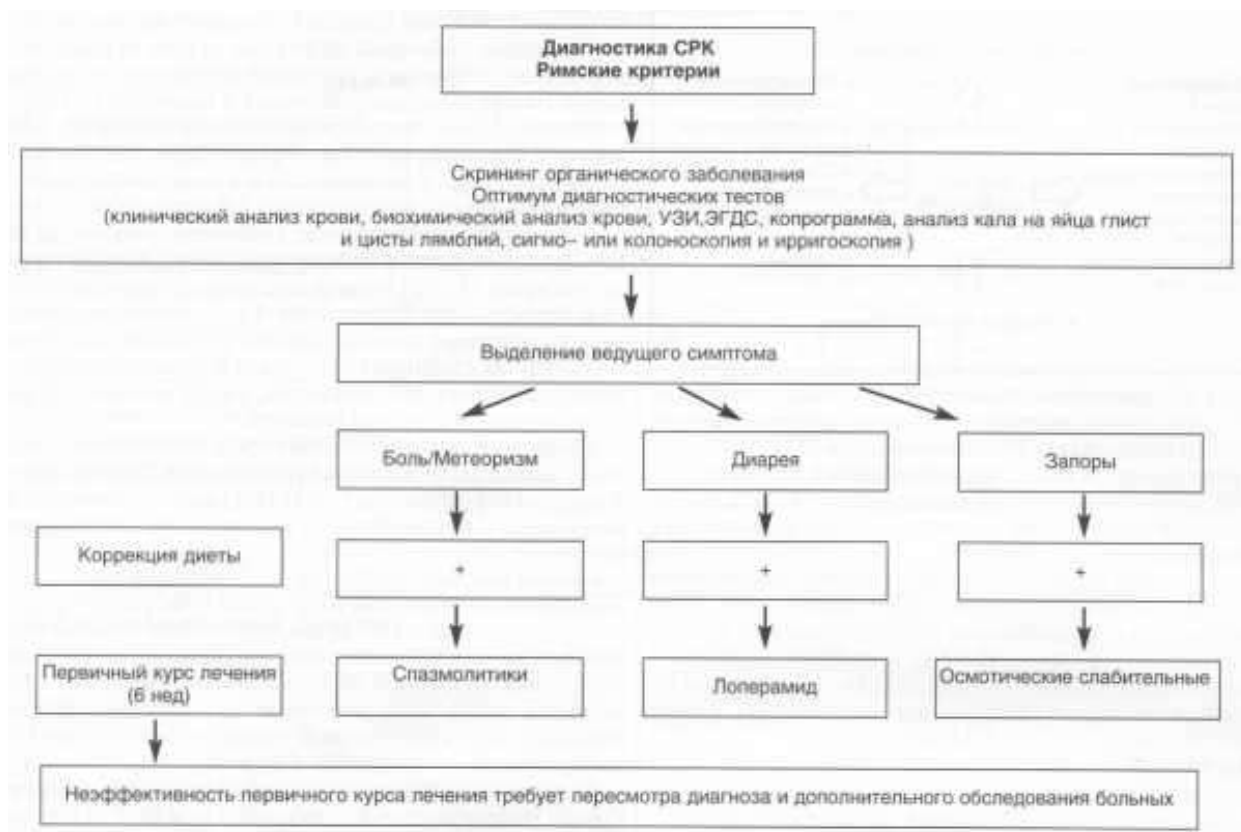 Диагностика СРК
Римские критерии
Скрининг органического заболевания
Оптимум диагностических тестов
(клинический анализ крови, биохимический анализ крови, УЗИ,ЭГДС, копрограмма, анализ кала на яйца глист
и цисты лямблий, сигмо– или колоноскопия и ирригоскопия )
Выделение ведущего симптома
Боль/Метеоризм
Диарея
Запоры
Коррекция диеты
+
+
+
Первичный курс лечения
(6 нед)
Спазмолитики
Лоперамид
Осмотические слабительные
Неэффективность первичного курса лечения требует пересмотра диагноза и дополнительного обследования больных